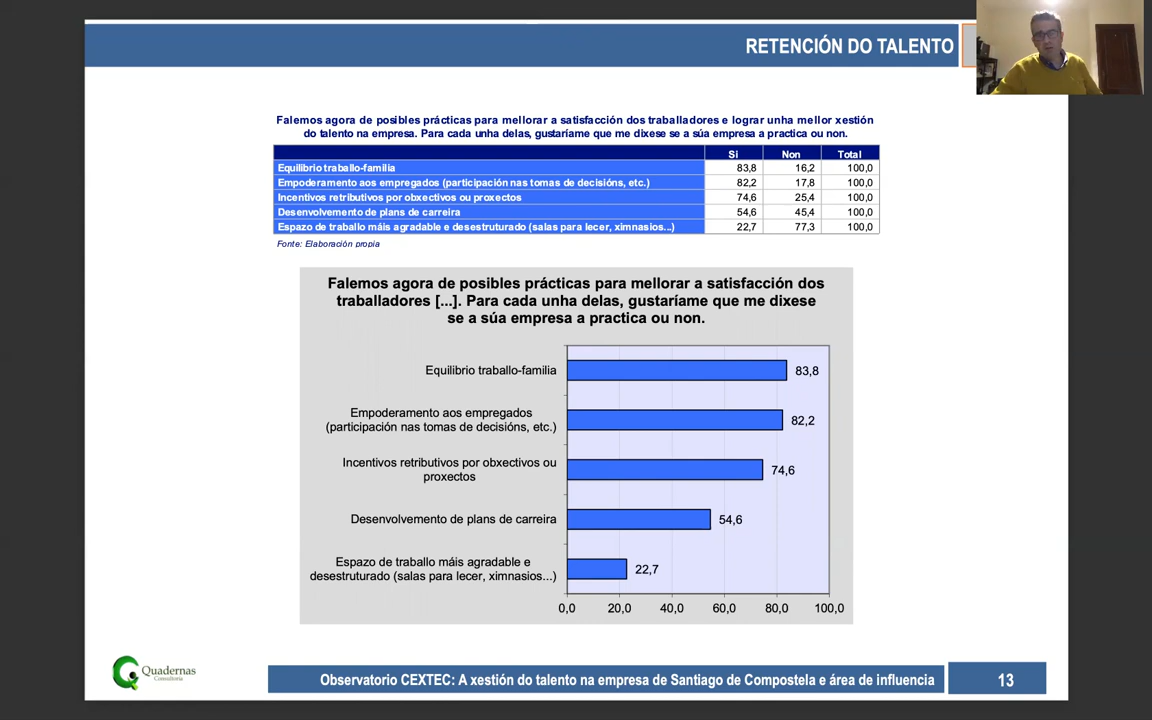 RETENCIÓN DO TALENTO
Falemos agora de posibles prácticas para mellorar a satisfacción dos traballadores e lograr unha mellor xestión
do talento na empresa. Para cada unha delas, gustaríame que me dixese se a súa empresa a practica ou non.
Si Non Total
Equilibrio traballo-familia 83,8 16,2 100,0
Empoderamento aos empregados (participación nas tomas de decisións, etc.) 82,2 17,8 100,0
Incentivos retributivos por obxectivos ou proxectos 74,6 25,4 100,0
Desenvolvemento de plans de carreira 54,6 45,4 100,0
Espazo de traballo máis agradable e desestruturado (salas para lecer, ximnasios...) 22,7 77,3 100,0
Fonte: Elaboración propia
Falemos agora de posibles prácticas para mellorar a satisfacción dos
traballadores [...]. Para cada unha delas, gustaríame que me dixese
se a súa empresa a practica ou non.
Equilibrio traballo-familia 83,8
Empoderamento aos empregados
(participación nas tomas de decisións, etc.) 82,2
Incentivos retributivos por obxectivos ou
proxectos 74,6
Desenvolvemento de plans de carreira 54,6
Espazo de traballo máis agradable e
desestruturado (salas para lecer, ximnasios...) 22,7
0,0 20,0 40,0 60,0 80,0 100,0
Quadernas
Consultoría
Observatorio CEXTEC: A xestión do talento na empresa de Santiago de Compostela e área de influencia
13